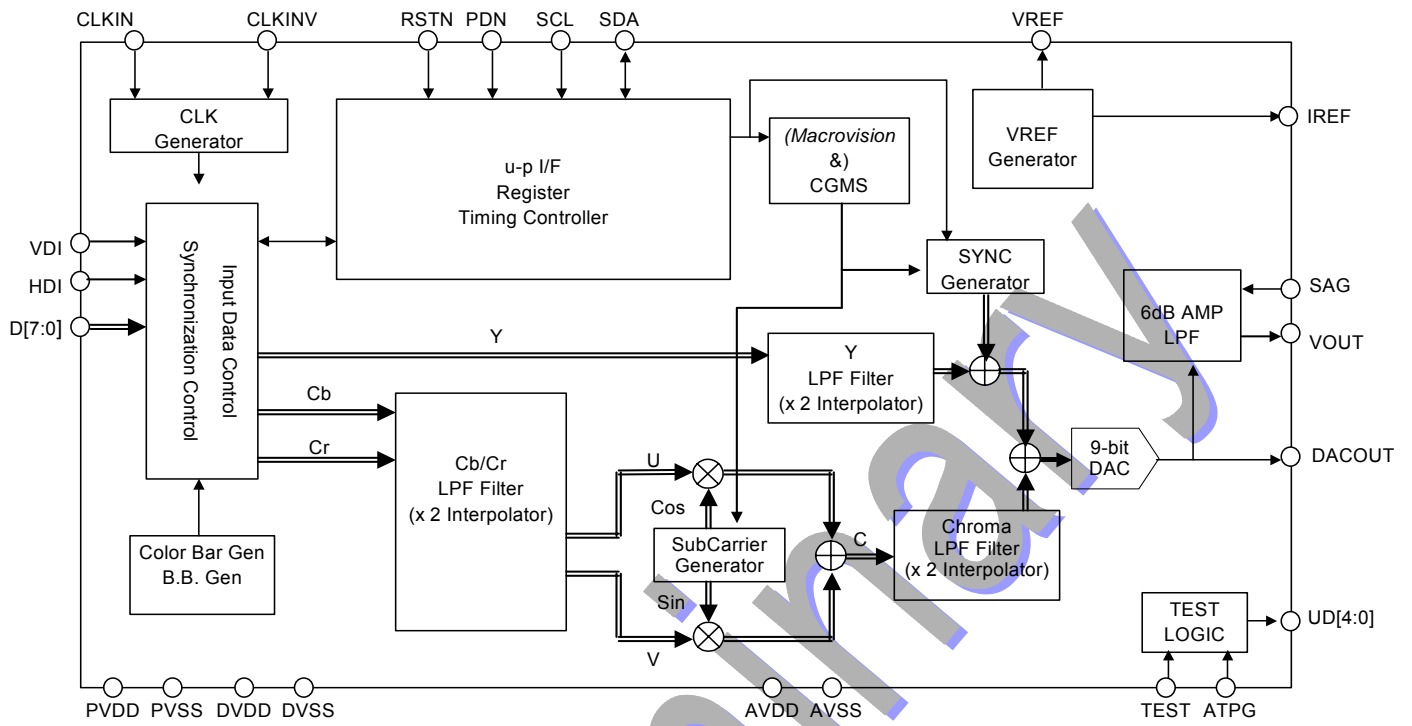 CLKIN CLKINV RSTN PDN SCL SDA VREF
CLK
Generator
u-p I/F
Register
Timing Controller
(Macrovision
&)
CGMS
VREF
Generator
IREF
VDI
HDI
D[7:0]
Input Data Control
Synchronization Control
SYNC
Generator
6dB AMP
LPF
SAG
VOUT
Y
Y
LPF Filter
(x 2 Interpolator)
Cb
Cr
Cb/Cr
LPF Filter
(x 2 Interpolator)
U
Cos
SubCarrier
Generator
Sin
V
C
Chroma
LPF Filter
(x 2 Interpolator)
9-bit
DAC
DACOUT
Color Bar Gen
B.B. Gen
TEST
LOGIC
UD[4:0]
PVDD PVSS DVDD DVSS AVDD AVSS TEST ATPG